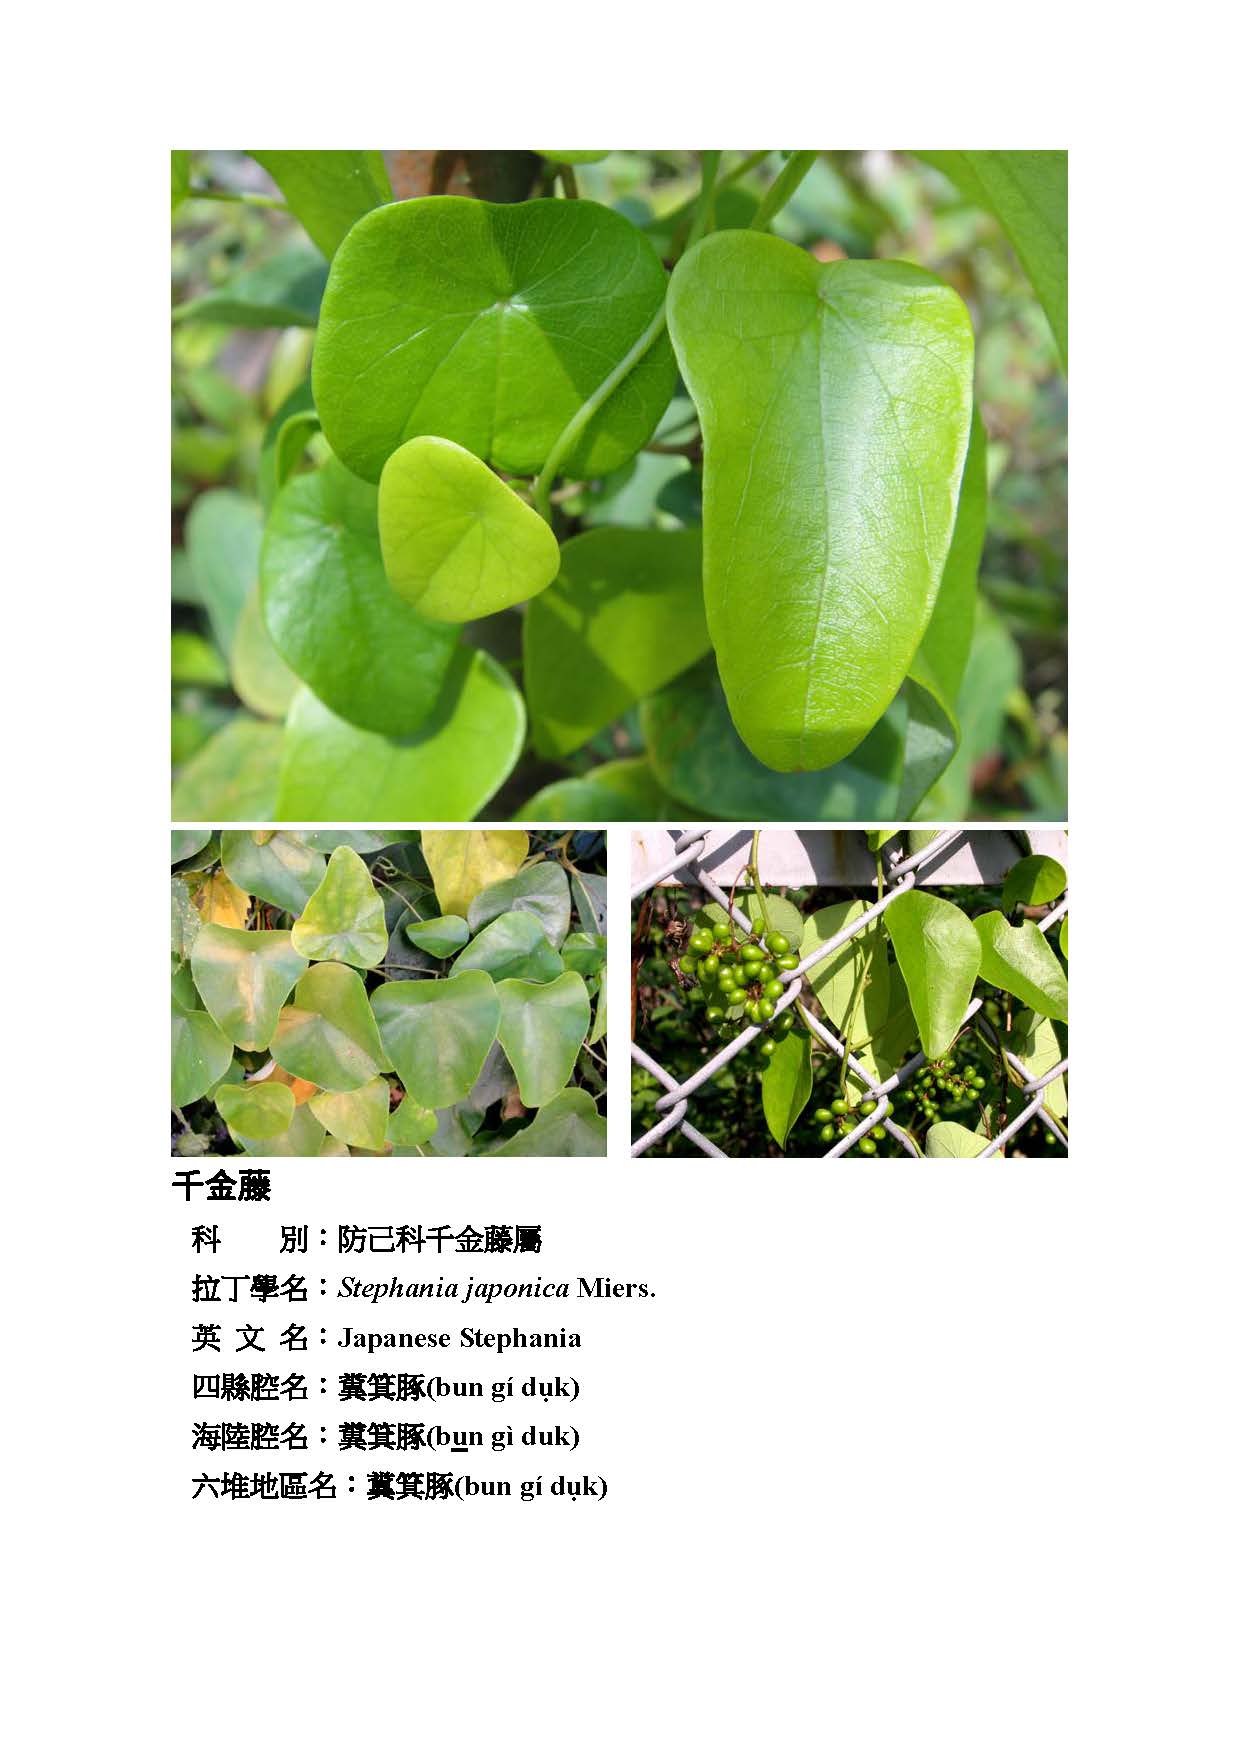 千金藤
科　　別：防己科千金藤屬
拉丁學名：Stephania japonica Miers.
英 文 名：Japanese Stephania
四縣腔名：糞箕豚(bun gí dụk)
海陸腔名：糞箕豚(bu̲n gì duk)
六堆地區名：糞箕豚(bun gí dụk)